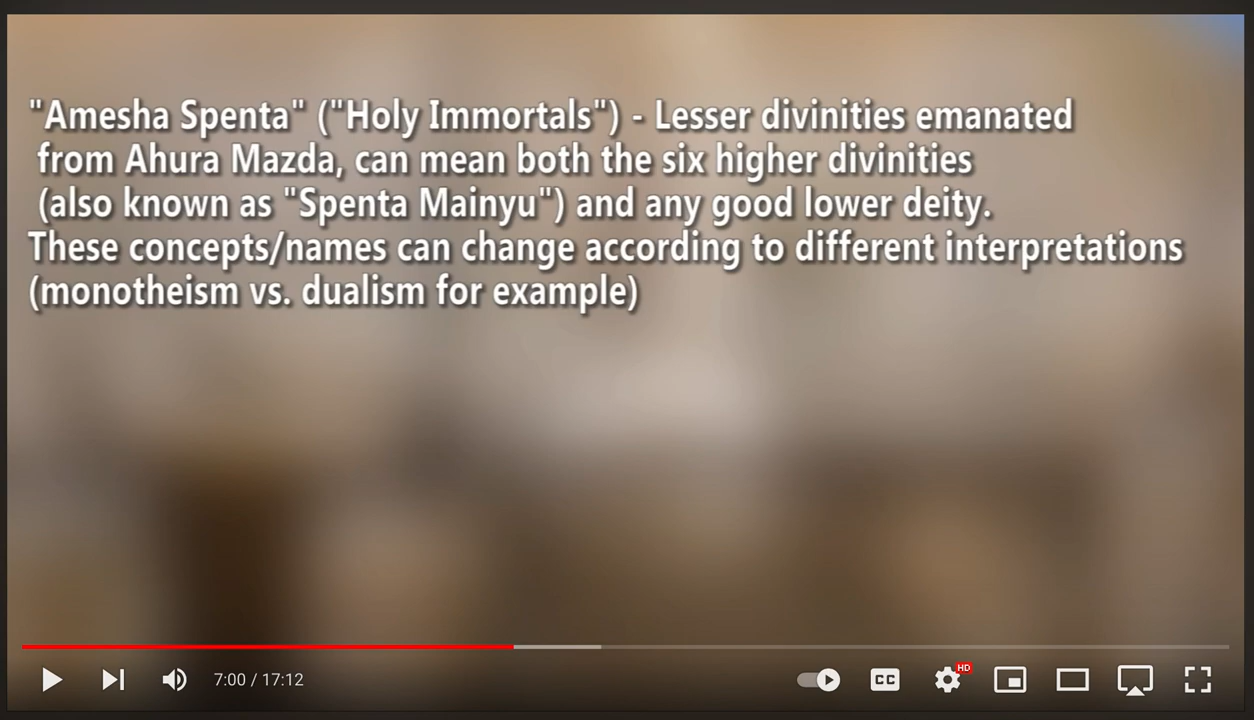 "Amesha Spenta" ("Holy Immortals") - Lesser divinities emanated
from Ahura Mazda, can mean both the six higher divinities
(also known as "Spenta Mainyu") and any good lower deity.
These concepts/names can change according to different interpretations
(monotheism vs. dualism for example)
7:00 / 17:12
CC
HD